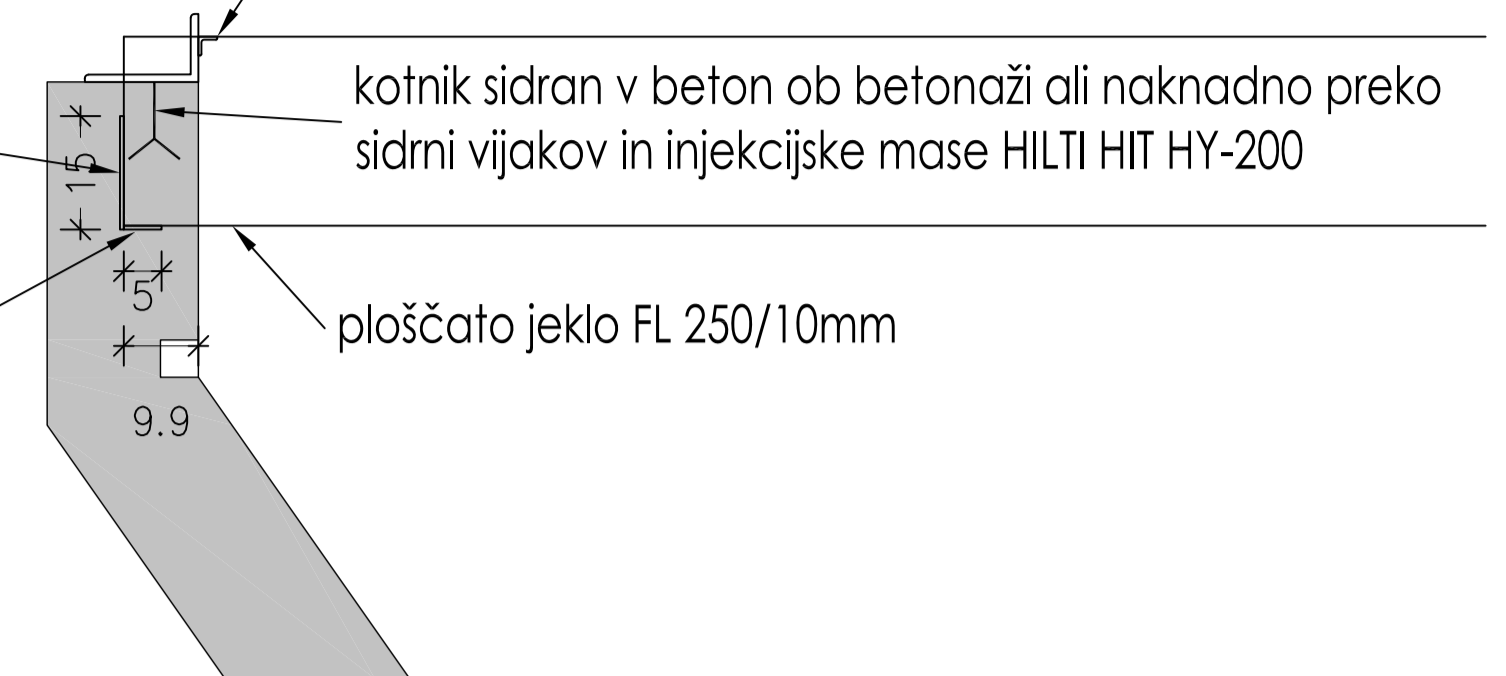 kotnik sidran v beton ob betonaži ali naknadno preko
sidrni vijakov in injekcijske mase HILTI HIT HY-200
15
5
ploščato jeklo FL 250/10mm
9.9